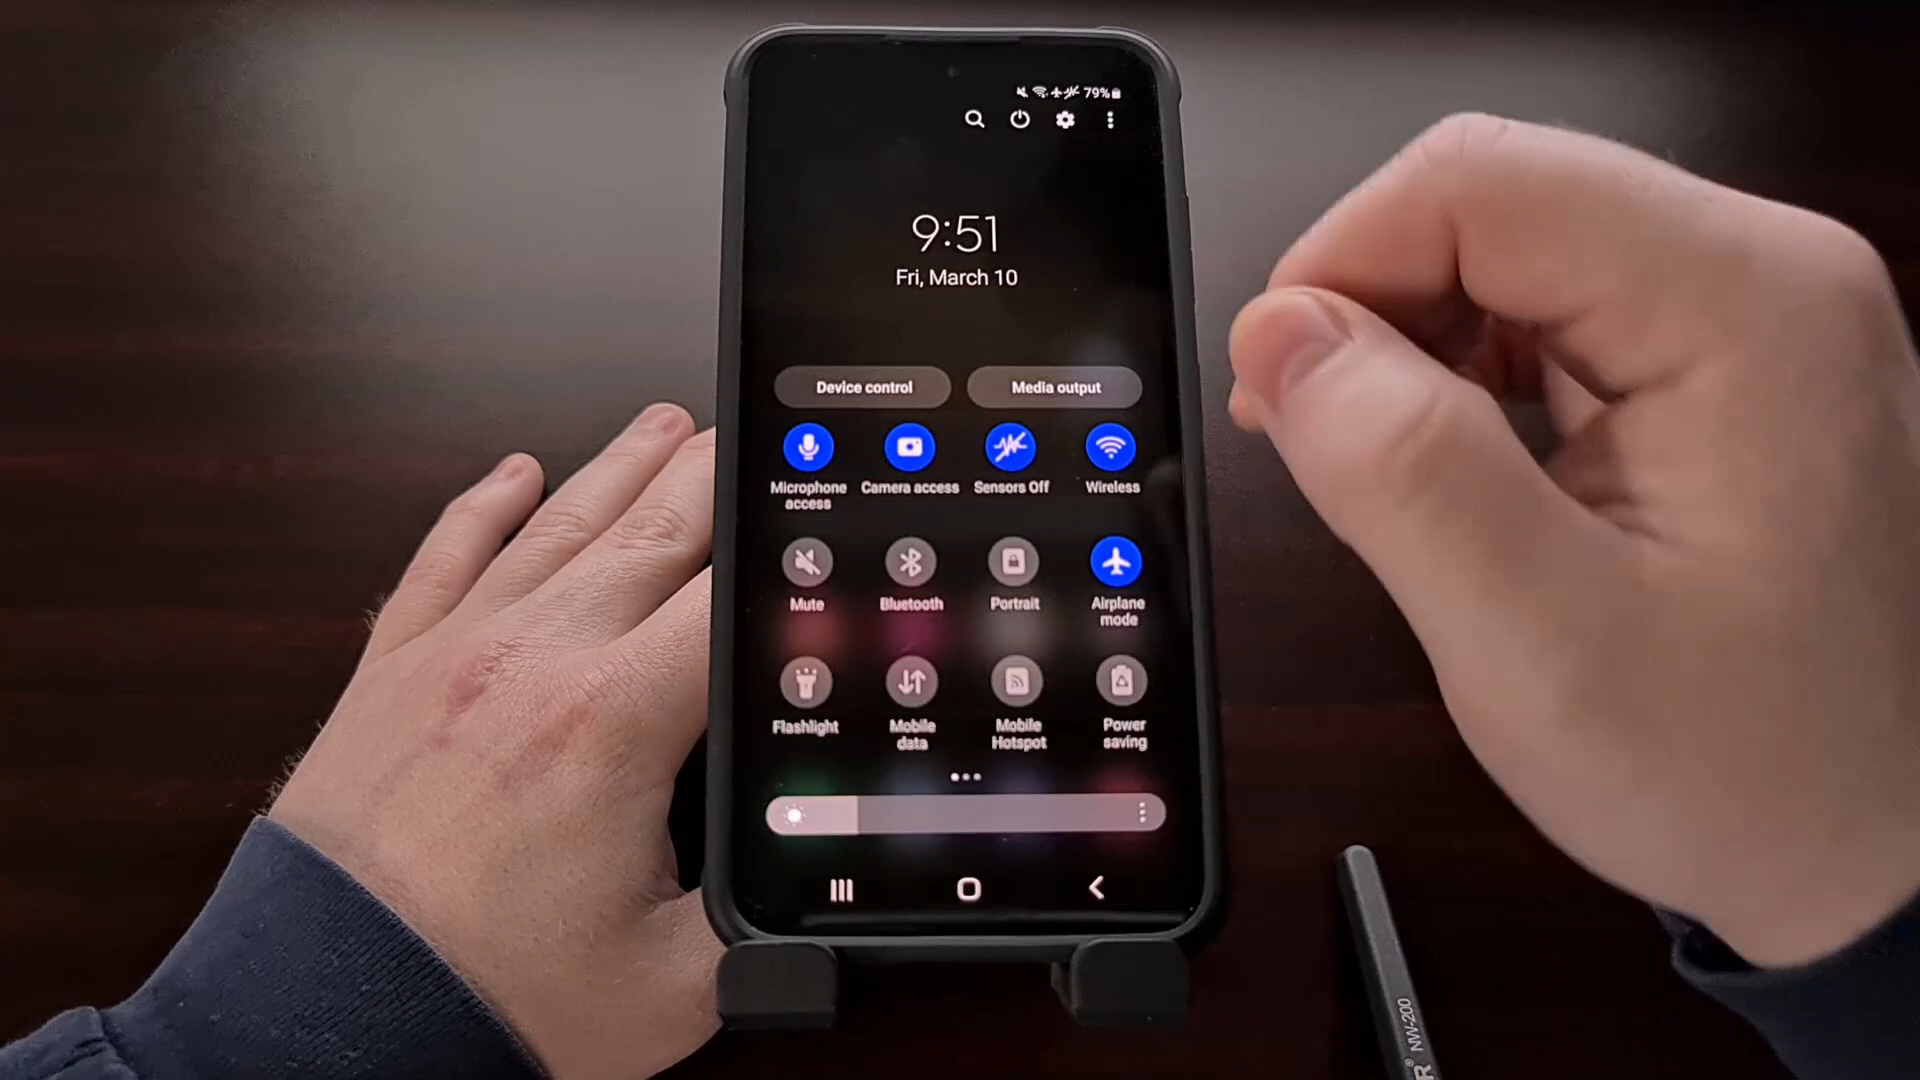 79%
9:51
Fri, March 10
Device control
Media output
Microphone access
Camera access
Sensors Off
Wireless
Mute
Bluetooth
Portrait
Airplane mode
Flashlight
Mobile data
Mobile Hotspot
Power saving
R® NW-200